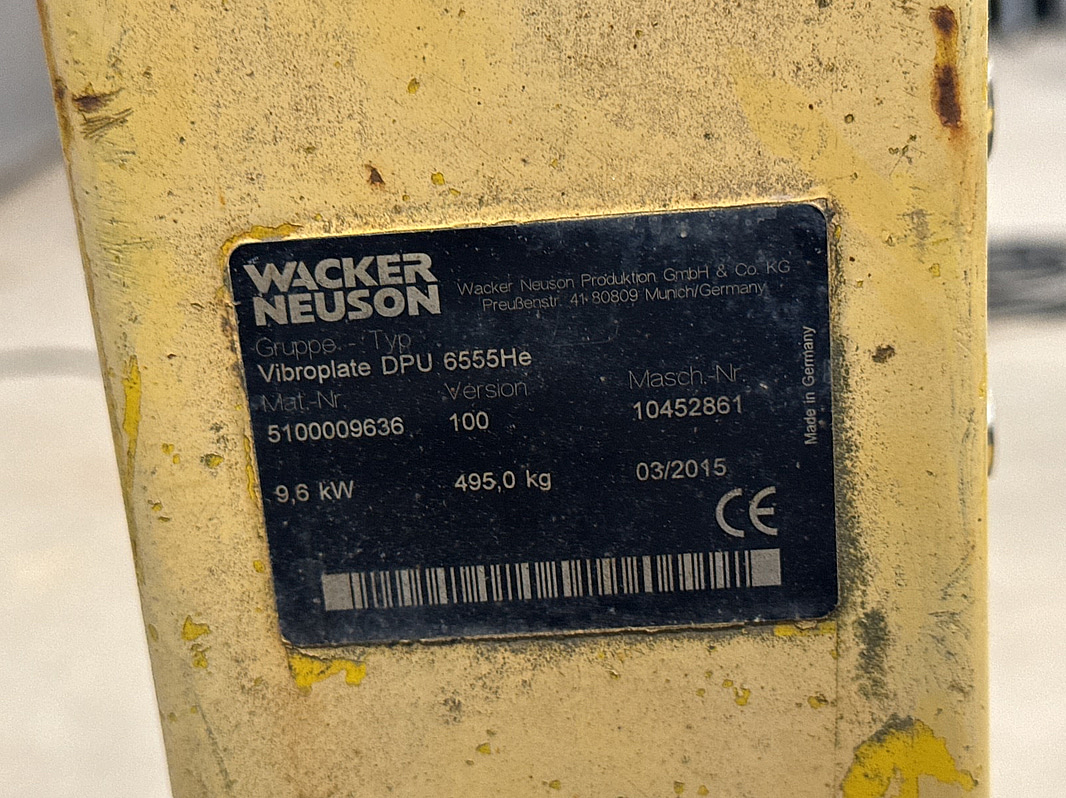 WACKER
NEUSON
Wacker Neuson Produktion GmbH & Co. KG
Preußenstr. 41 80809 Munich/Germany
Gruppe - Typ
Vibroplate DPU 6555He
Mat.-Nr. Version Masch.-Nr.
5100009636 100 10452861
9,6 kW 495,0 kg 03/2015
CE
Made in Germany